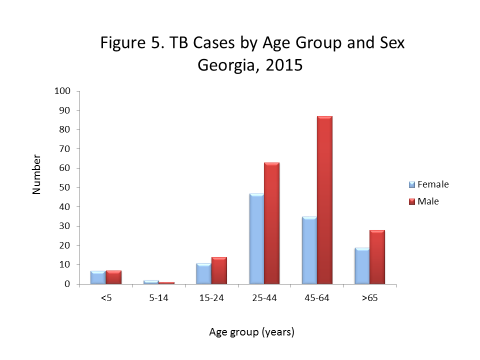 Figure 5. TB Cases by Age Group and Sex
Georgia, 2015
100
90
80
70
60
50
40
30
20
10
0
Number
<5
5-14
15-24
25-44
45-64
>65
Age group (years)
Female
Male